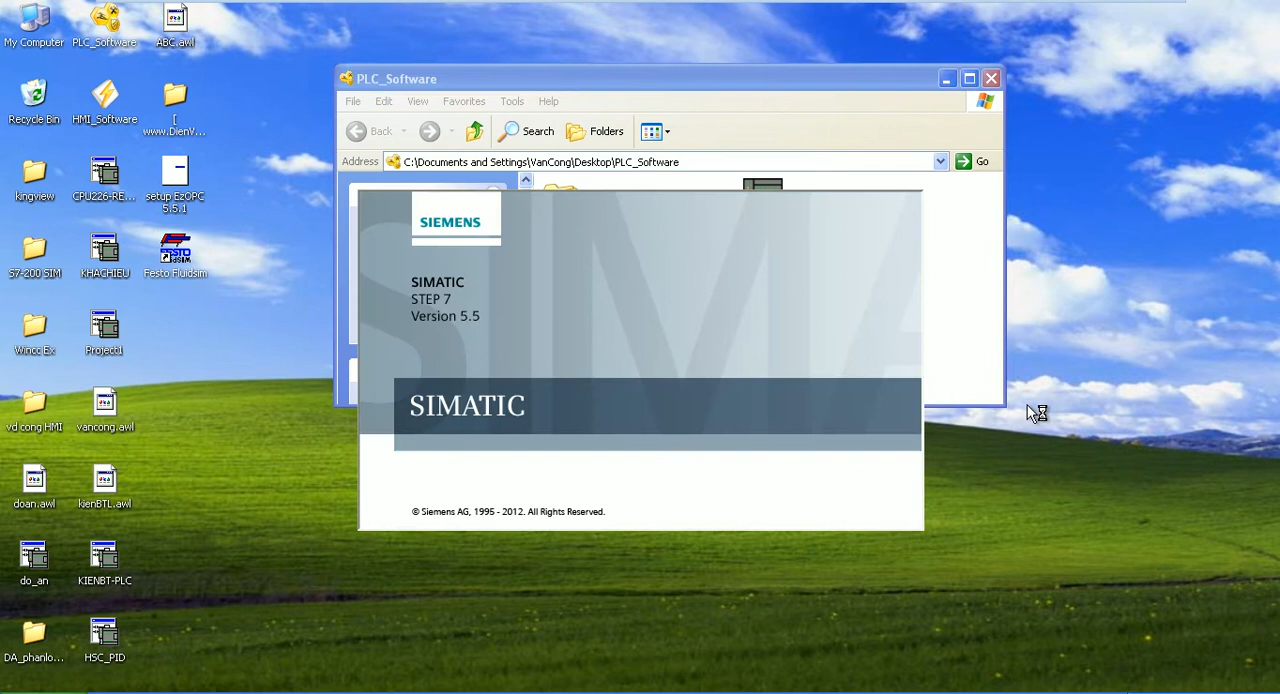 My Computer
PLC_Software
ABC.awl
Recycle Bin
HMI_Software
[
www.DienV...
kingview
CPU226-RE...
setup EzOPC
5.5.1
S7-200 SIM
KHACHIEU
Festo Fluidsim
Wincc Ex
Project1
vd cong HMI
vancong.awl
doan.awl
kienBTL.awl
do_an
KIENBT-PLC
DA_phanlo...
HSC_PID
PLC_Software
File Edit View Favorites Tools Help
Back Search Folders
Address C:\Documents and Settings\VanCong\Desktop\PLC_Software Go
SIEMENS
SIMATIC
STEP 7
Version 5.5
SIMATIC
© Siemens AG, 1995 - 2012. All Rights Reserved.